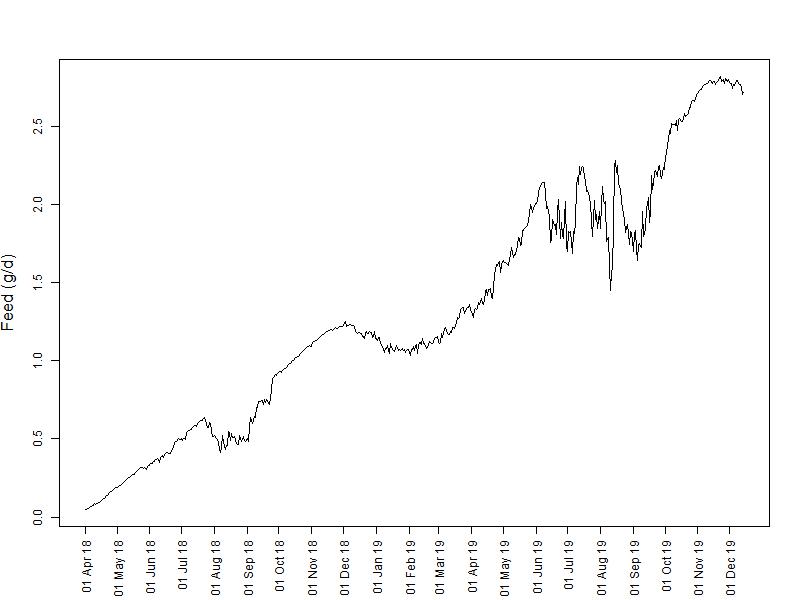 Feed (g/d)
2.5
2.0
1.5
1.0
0.5
0.0
01 Apr 18
01 May 18
01 Jun 18
01 Jul 18
01 Aug 18
01 Sep 18
01 Oct 18
01 Nov 18
01 Dec 18
01 Jan 19
01 Feb 19
01 Mar 19
01 Apr 19
01 May 19
01 Jun 19
01 Jul 19
01 Aug 19
01 Sep 19
01 Oct 19
01 Nov 19
01 Dec 19